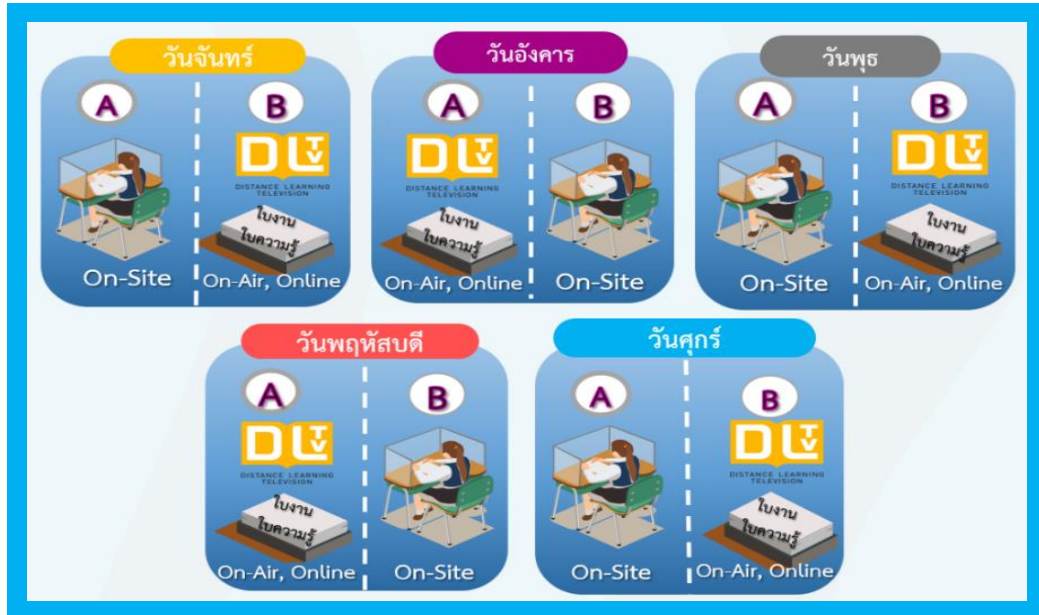 วันจันทร์
A
B
DLTV
DISTANCE LEARNING
TELEVISION
ใบงาน
ใบความรู้
On-Site
On-Air, Online
วันอังคาร
A
B
DLTV
DISTANCE LEARNING
TELEVISION
ใบงาน
ใบความรู้
On-Air, Online
On-Site
วันพุธ
A
B
DLTV
DISTANCE LEARNING
TELEVISION
ใบงาน
ใบความรู้
On-Site
On-Air, Online
วันพฤหัสบดี
A
B
DLTV
DISTANCE LEARNING
TELEVISION
ใบงาน
ใบความรู้
On-Air, Online
On-Site
วันศุกร์
A
B
DLTV
DISTANCE LEARNING
TELEVISION
ใบงาน
ใบความรู้
On-Site
On-Air, Online